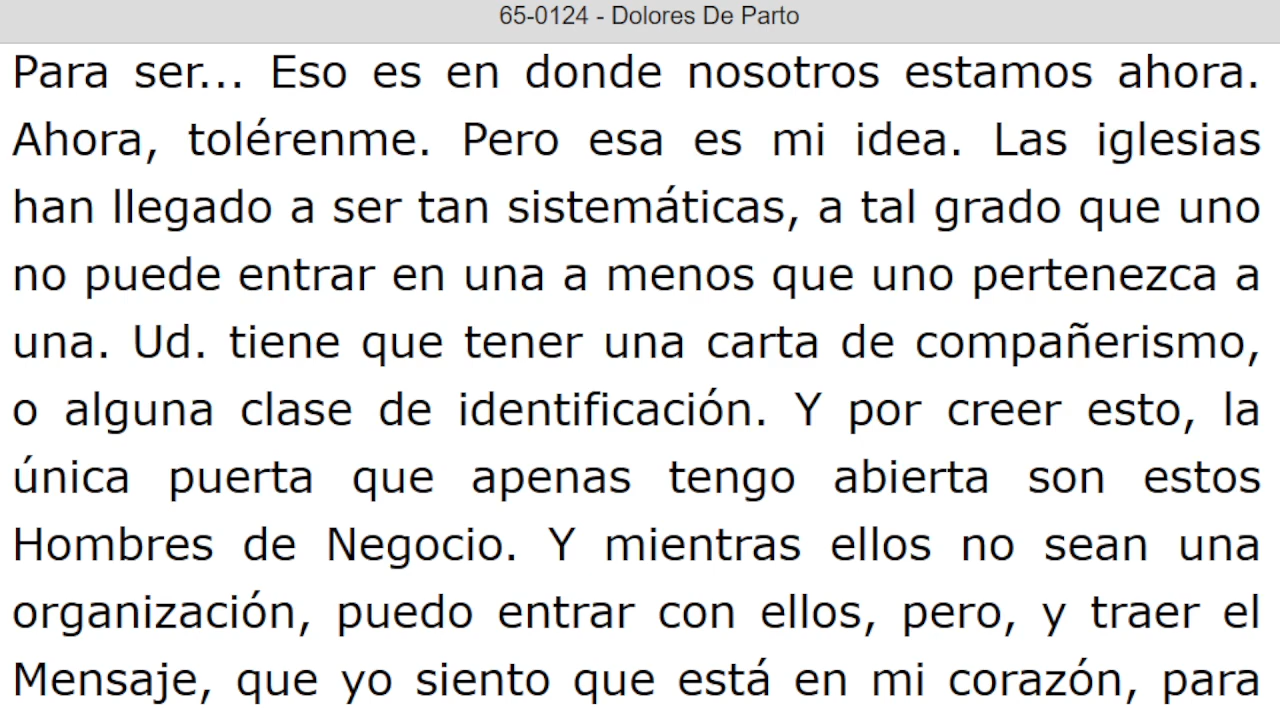 65-0124 - Dolores De Parto
Para ser... Eso es en donde nosotros estamos ahora.
Ahora, tolérenme. Pero esa es mi idea. Las iglesias
han llegado a ser tan sistemáticas, a tal grado que uno
no puede entrar en una a menos que uno pertenezca a
una. Ud. tiene que tener una carta de compañerismo,
o alguna clase de identificación. Y por creer esto, la
única puerta que apenas tengo abierta son estos
Hombres de Negocio. Y mientras ellos no sean una
organización, puedo entrar con ellos, pero, y traer el
Mensaje, que yo siento que está en mi corazón, para